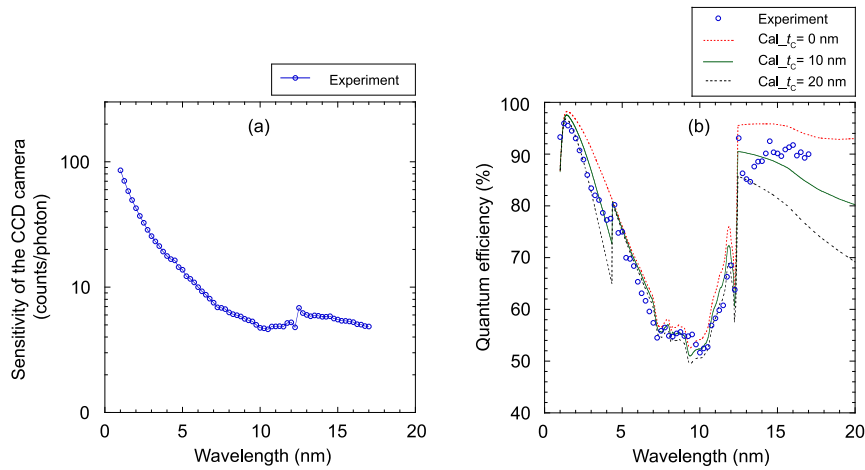 Experiment
(a)
Sensitivity of the CCD camera
(counts/photon)
100
10
0
0 5 10 15 20
Wavelength (nm)
Experiment
Cal_tC= 0 nm
Cal_tC= 10 nm
Cal_tC= 20 nm
(b)
Quantum efficiency (%)
100
90
80
70
60
50
40
0 5 10 15 20
Wavelength (nm)